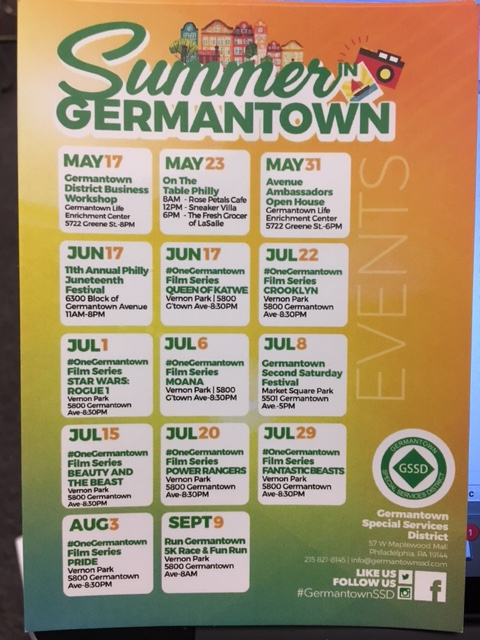 Summer IN
GERMANTOWN
EVENTS
MAY17
Germantown
District Business
Workshop
Germantown Life
Enrichment Center
5722 Greene St.-8PM
MAY23
On The
Table Philly
8AM - Rose Petals Cafe
12PM - Sneaker Villa
6PM - The Fresh Grocer
of LaSalle
MAY31
Avenue
Ambassadors
Open House
Germantown Life
Enrichment Center
5722 Greene St.-6PM
JUN17
11th Annual Philly
Juneteenth
Festival
6300 Block of
Germantown Avenue
11AM-8PM
JUN17
#OneGermantown
Film Series
QUEEN OF KATWE
Vernon Park | 5800
G'town Ave-8:30PM
JUL22
#OneGermantown
Film Series
CROOKLYN
Vernon Park
5800 Germantown
Ave-8:30PM
JUL1
#OneGermantown
Film Series
STAR WARS:
ROGUE 1
Vernon Park
5800 Germantown
Ave-8:30PM
JUL6
#OneGermantown
Film Series
MOANA
Vernon Park | 5800
G'town Ave-8:30PM
JUL8
Germantown
Second Saturday
Festival
Market Square Park
5501 Germantown
Ave.-5PM
JUL15
#OneGermantown
Film Series
BEAUTY AND
THE BEAST
Vernon Park
5800 Germantown
Ave-8:30PM
JUL20
#OneGermantown
Film Series
POWER RANGERS
Vernon Park
5800 Germantown
Ave-8:30PM
JUL29
#OneGermantown
Film Series
FANTASTIC BEASTS
Vernon Park
5800 Germantown
Ave-8:30PM
AUG3
#OneGermantown
Film Series
PRIDE
Vernon Park
5800 Germantown
Ave-8:30PM
SEPT9
Run Germantown
5K Race & Fun Run
Vernon Park
5800 Germantown
Ave-8AM
GERMANTOWN
GSSD
SPECIAL SERVICES DISTRICT
Germantown
Special Services
District
57 W Maplewood Mall
Philadelphia, PA 19144
215-821-8145 | info@germantownssd.com
LIKE US
FOLLOW US
#GermantownSSD